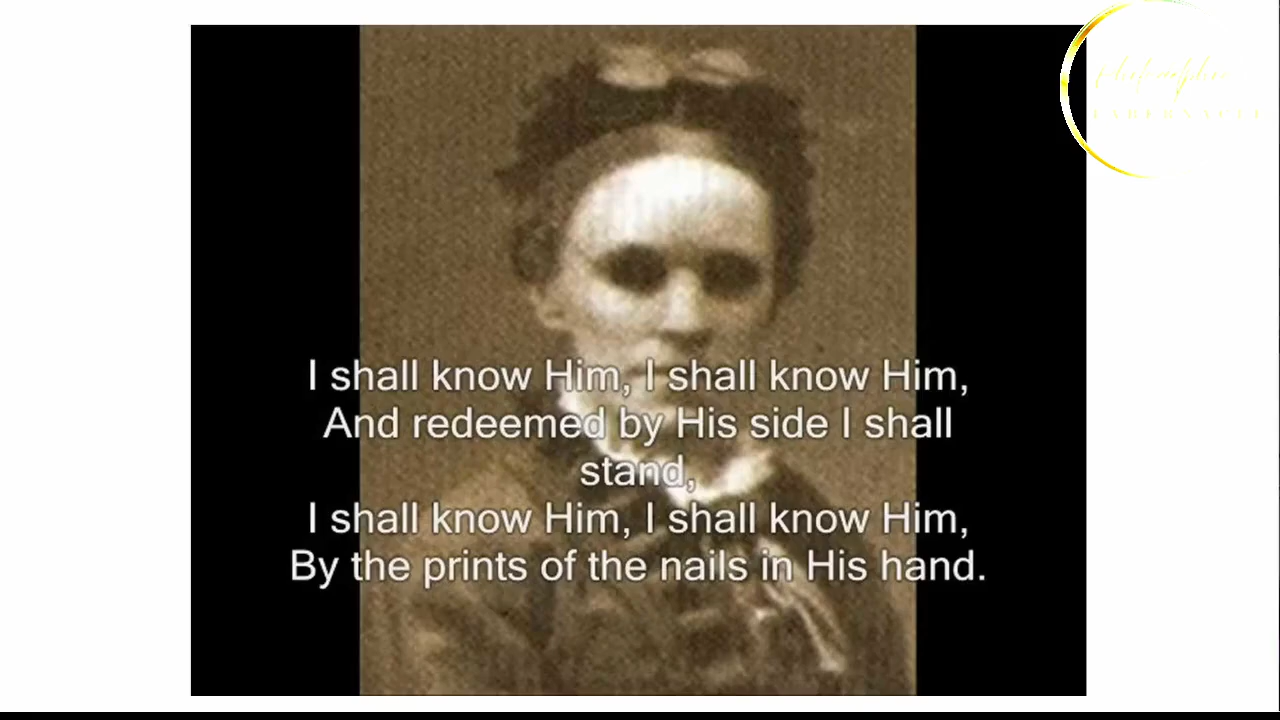 I shall know Him, I shall know Him,
And redeemed by His side I shall
stand,
I shall know Him, I shall know Him,
By the prints of the nails in His hand.